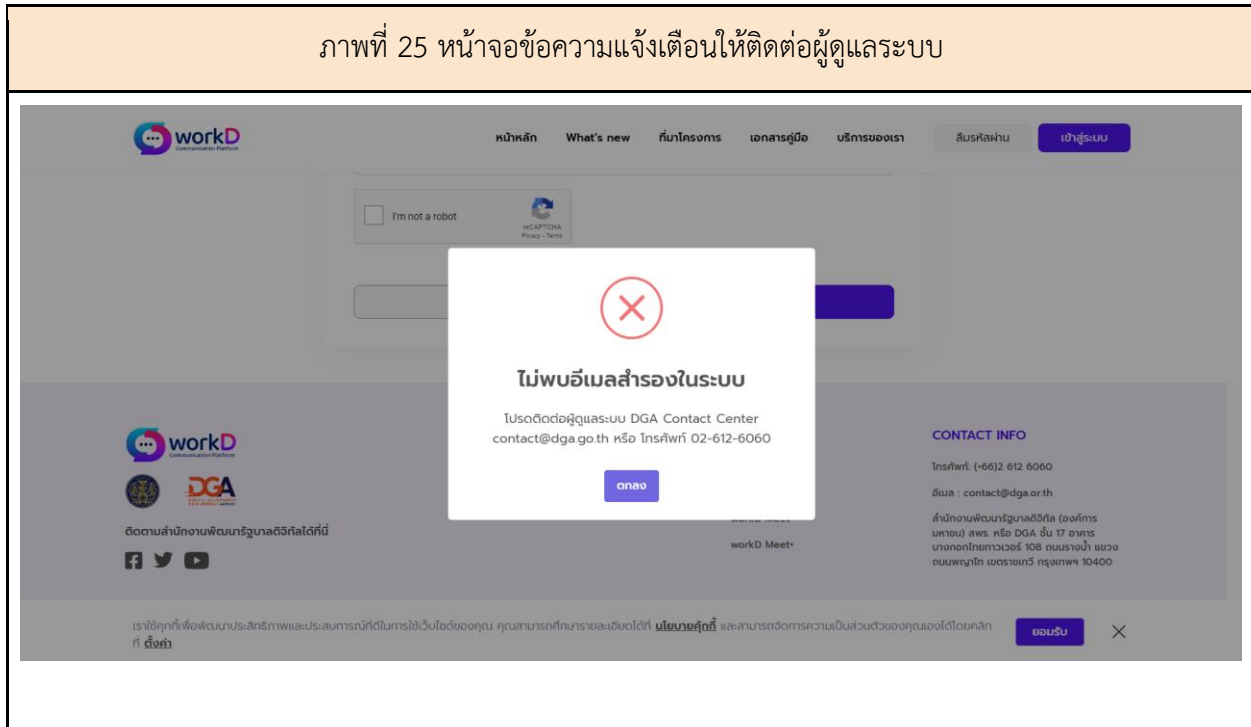 ภาพที่ 25 หน้าจอข้อความแจ้งเตือนให้ติดต่อผู้ดูแลระบบ
workD
Communication Platform
หน้าหลัก What's new ที่มาโครงการ เอกสารคู่มือ บริการของเรา ลืมรหัสผ่าน เข้าสู่ระบบ
I'm not a robot
reCAPTCHA
Privacy - Terms
ไม่พบอีเมลสำรองในระบบ
โปรดติดต่อผู้ดูแลระบบ DGA Contact Center
contact@dga.go.th หรือ โทรศัพท์ 02-612-6060
ตกลง
workD
Communication Platform
DGA
ติดตามสำนักงานพัฒนารัฐบาลดิจิทัลได้ที่นี่
workD Meet
workD Meet+
CONTACT INFO
โทรศัพท์: (+66)2 612 6060
อีเมล : contact@dga.or.th
สำนักงานพัฒนารัฐบาลดิจิทัล (องค์การ
มหาชน) สพร. หรือ DGA ชั้น 17 อาคาร
บางกอกไทยทาวเวอร์ 108 ถนนรางน้ำ แขวง
ถนนพญาไท เขตราชเทวี กรุงเทพฯ 10400
เราใช้คุกกี้เพื่อพัฒนาประสิทธิภาพและประสบการณ์ที่ดีในการใช้เว็บไซต์ของคุณ คุณสามารถศึกษารายละเอียดได้ที่ นโยบายคุ้กกี้ และสามารถจัดการความเป็นส่วนตัวของคุณเองได้โดยคลิก
ที่ ตั้งค่า
ยอมรับ